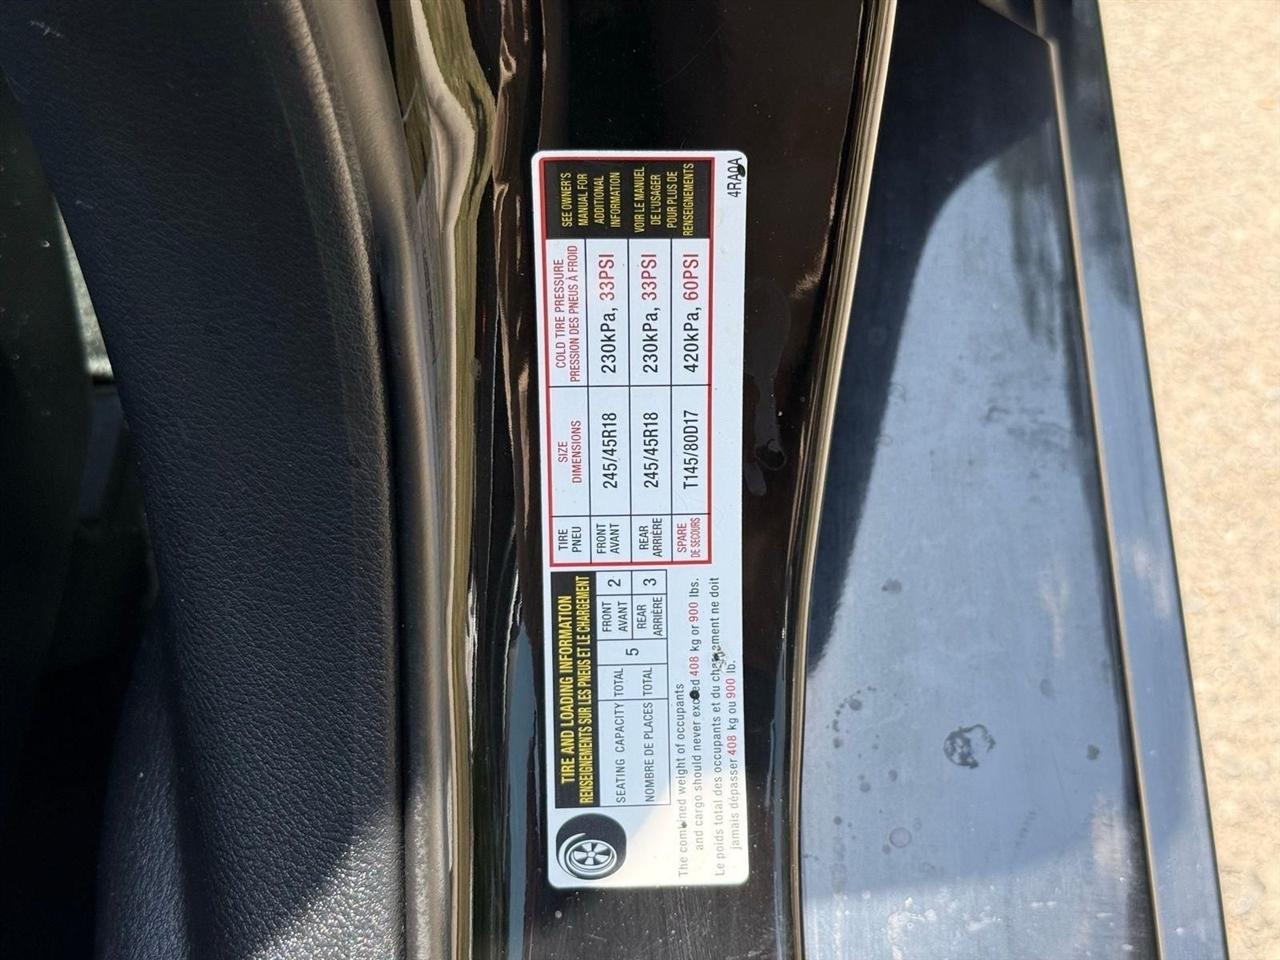 TIRE AND LOADING INFORMATION
RENSEIGNEMENTS SUR LES PNEUS ET LE CHARGEMENT
SEATING CAPACITY
NOMBRE DE PLACES
TOTAL
TOTAL
5
FRONT
AVANT
2
REAR
ARRIÈRE
3
The combined weight of occupants
and cargo should never exceed 408 kg or 900 lbs.
Le poids total des occupants et du chargement ne doit
jamais dépasser 408 kg ou 900 lb.
TIRE
PNEU
SIZE
DIMENSIONS
COLD TIRE PRESSURE
PRESSION DES PNEUS À FROID
FRONT
AVANT
245/45R18
230kPa, 33PSI
REAR
ARRIÈRE
245/45R18
230kPa, 33PSI
SPARE
DE SECOURS
T145/80D17
420kPa, 60PSI
SEE OWNER'S
MANUAL FOR
ADDITIONAL
INFORMATION
VOIR LE MANUEL
DE L'USAGER
POUR PLUS DE
RENSEIGNEMENTS
4RA0A